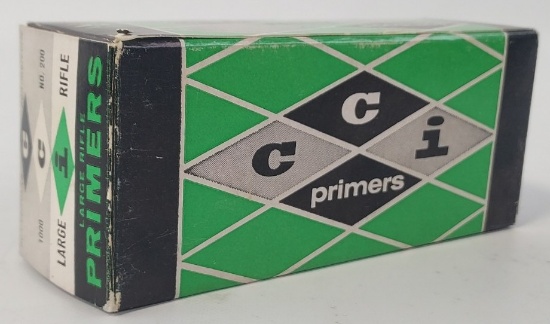 c
c i
primers
LARGE RIFLE
PRIMERS
NO. 200
RIFLE
c
c
i
1000
LARGE